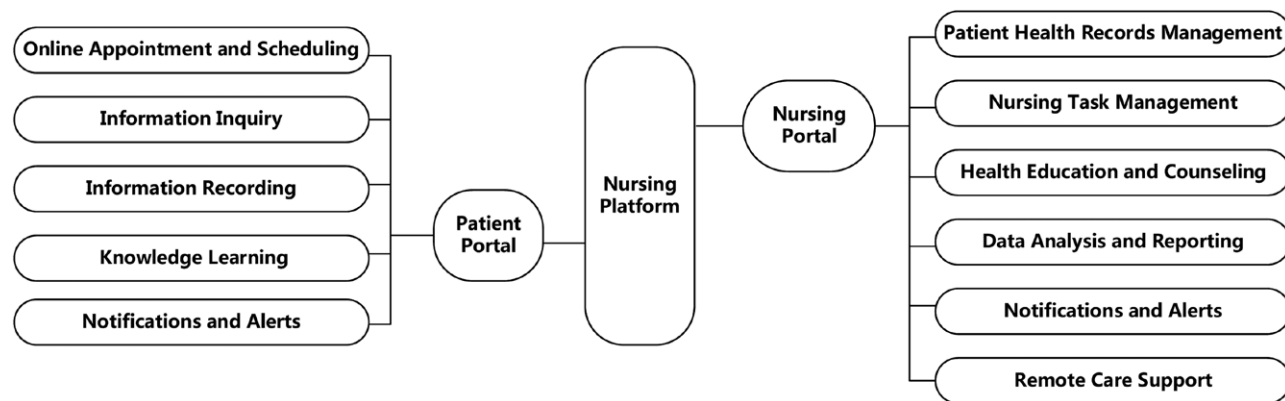 Online Appointment and Scheduling
Information Inquiry
Information Recording
Knowledge Learning
Notifications and Alerts
Patient
Portal
Nursing
Platform
Nursing
Portal
Patient Health Records Management
Nursing Task Management
Health Education and Counseling
Data Analysis and Reporting
Notifications and Alerts
Remote Care Support